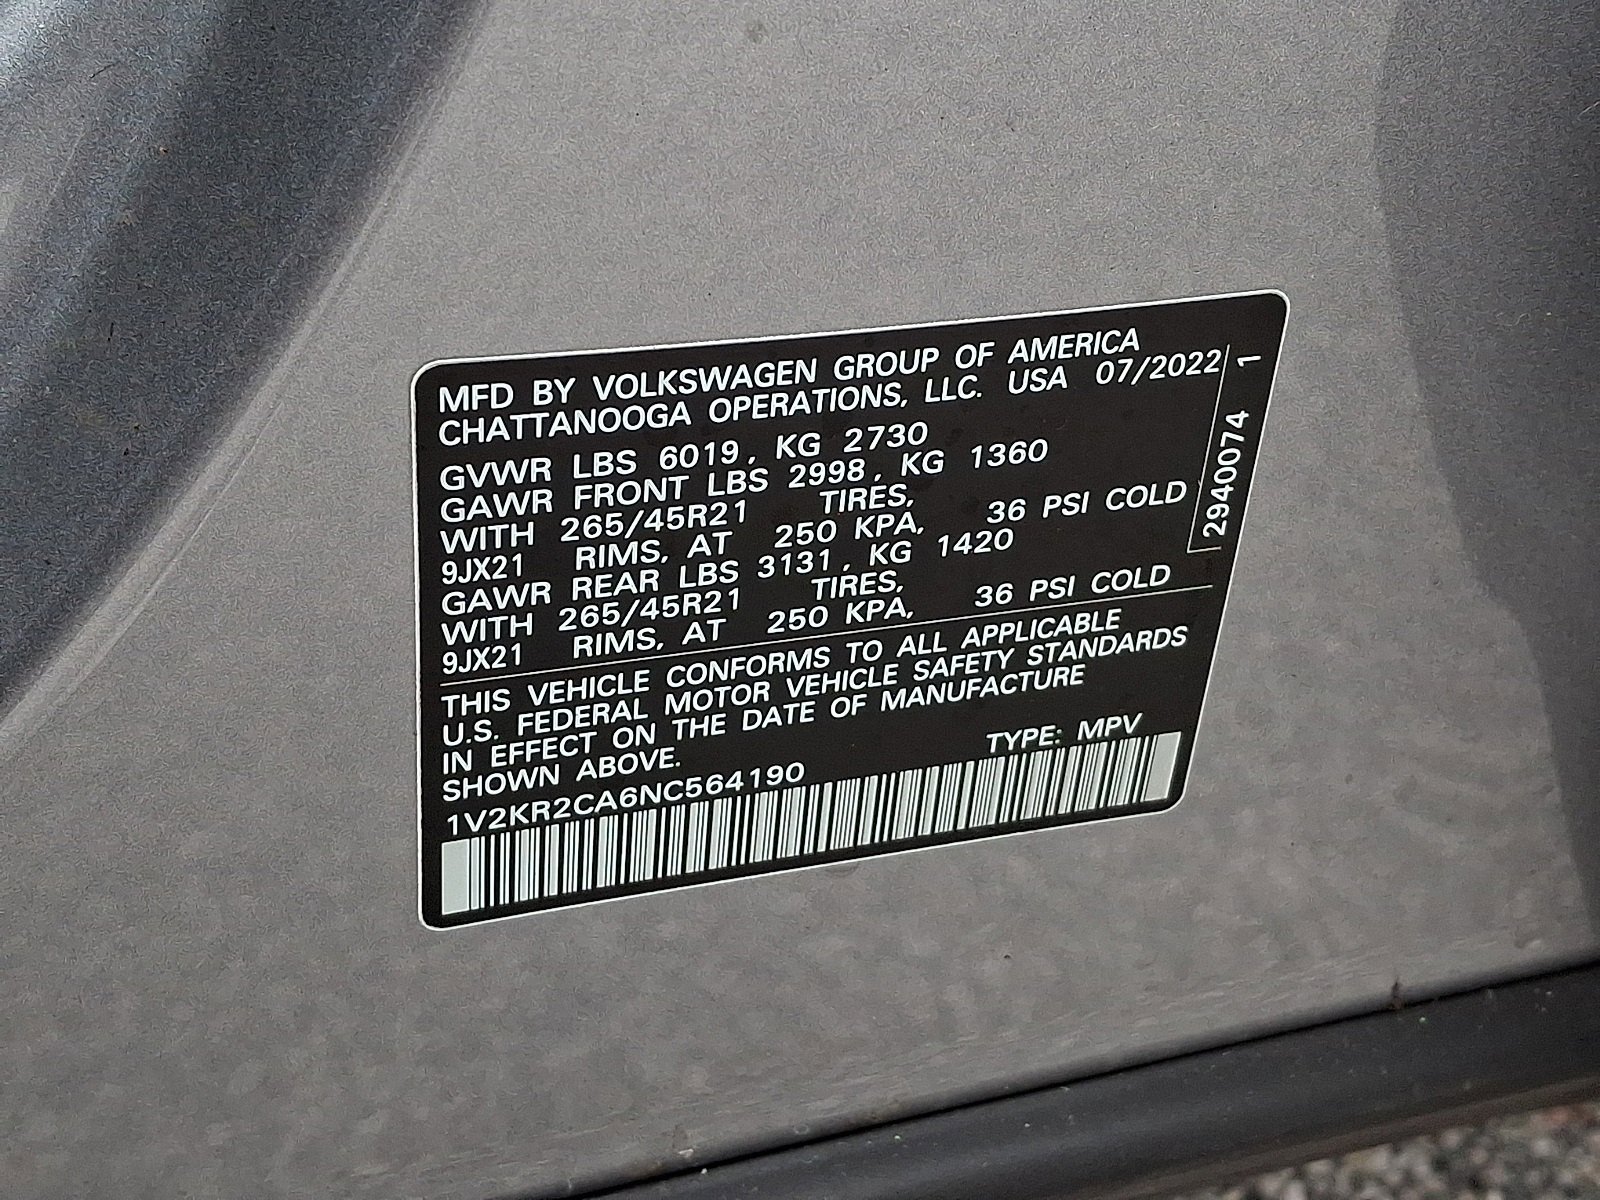 MFD BY VOLKSWAGEN GROUP OF AMERICA
CHATTANOOGA OPERATIONS, LLC. USA 07/2022
GVWR LBS 6019, KG 2730
GAWR FRONT LBS 2998, KG 1360
WITH 265/45R21 TIRES,
9JX21 RIMS, AT 250 KPA, 36 PSI COLD
GAWR REAR LBS 3131, KG 1420
WITH 265/45R21 TIRES,
9JX21 RIMS, AT 250 KPA, 36 PSI COLD
THIS VEHICLE CONFORMS TO ALL APPLICABLE
U.S. FEDERAL MOTOR VEHICLE SAFETY STANDARDS
IN EFFECT ON THE DATE OF MANUFACTURE
SHOWN ABOVE.
TYPE: MPV
1V2KR2CA6NC564190
2940074 1